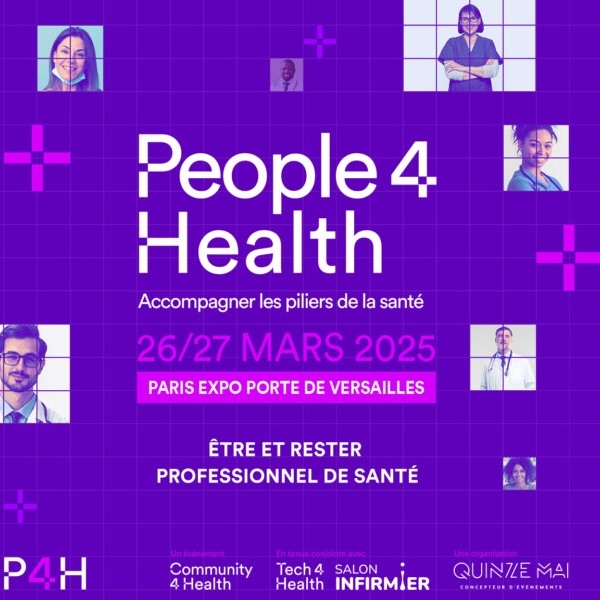 People 4
Health
Accompagner les piliers de la santé
26/27 MARS 2025
PARIS EXPO PORTE DE VERSAILLES
ÊTRE ET RESTER
PROFESSIONNEL DE SANTÉ
P4H
Un événement
Community
4 Health
En tenue conjointe avec
Tech 4
Health
SALON
INFIRMIER
Une organisation
QUINZE MAI
CONCEPTEUR D'ÉVÉNEMENTS